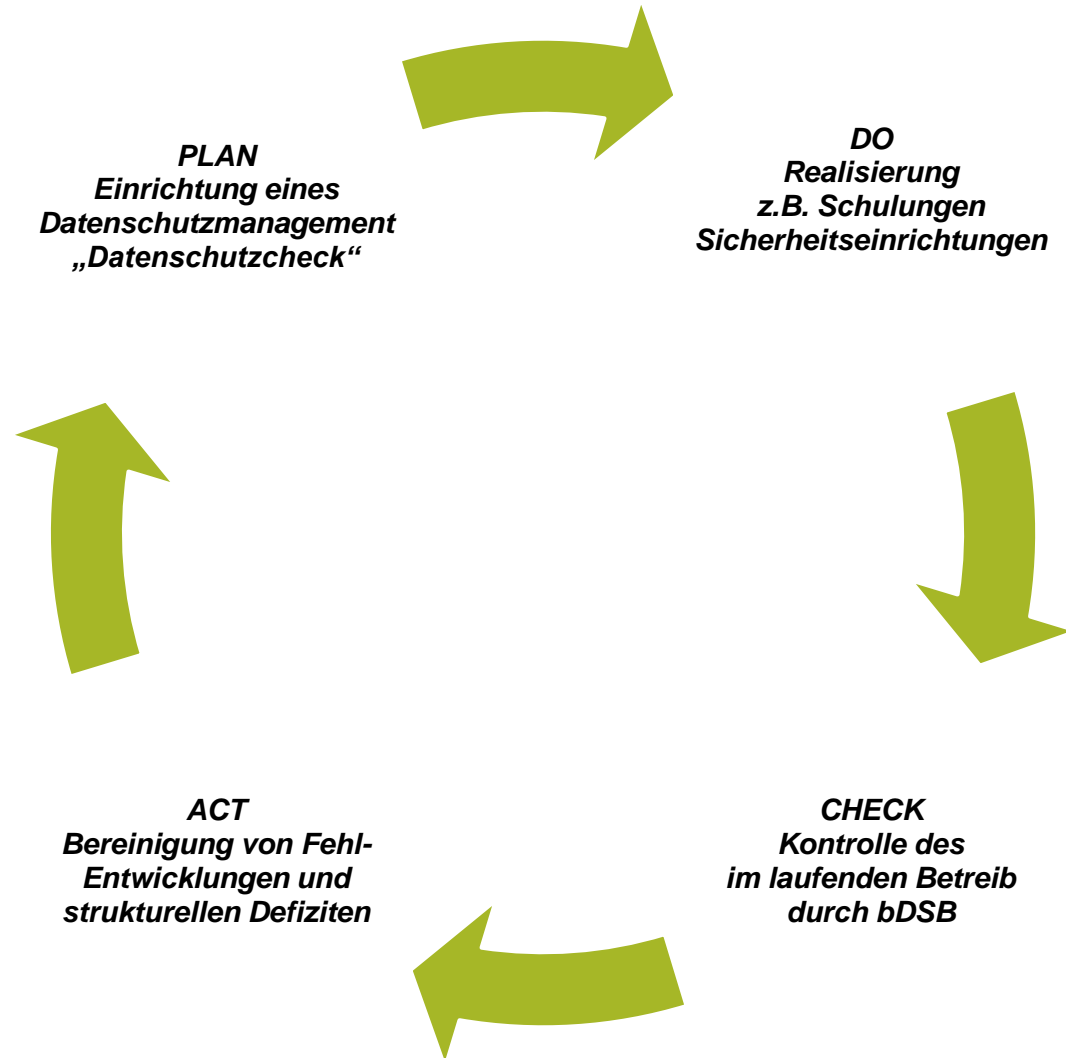 PLAN
Einrichtung eines
Datenschutzmanagement
„Datenschutzcheck“
DO
Realisierung
z.B. Schulungen
Sicherheitseinrichtungen
CHECK
Kontrolle des
im laufenden Betreib
durch bDSB
ACT
Bereinigung von Fehl-
Entwicklungen und
strukturellen Defiziten